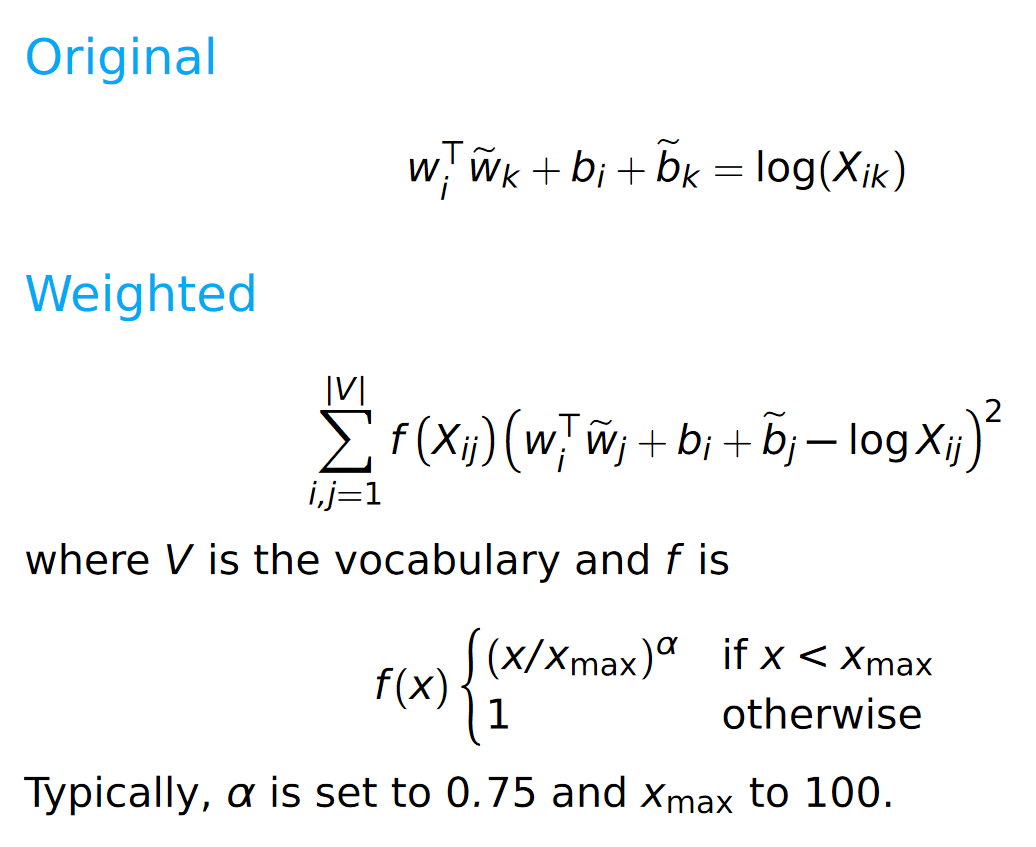 Original
$w_i^\top \widetilde{w}_k + b_i + \widetilde{b}_k = \log(X_{ik})$
Weighted
$\sum_{i,j=1}^{|V|} f\left(X_{ij}\right)\left(w_i^\top \widetilde{w}_j + b_i + \widetilde{b}_j - \log X_{ij}\right)^2$
where $V$ is the vocabulary and $f$ is
$f(x) \begin{cases} (x/x_{\max})^\alpha & \text{if } x < x_{\max} \\ 1 & \text{otherwise} \end{cases}$
Typically, $\alpha$ is set to 0.75 and $x_{\max}$ to 100.